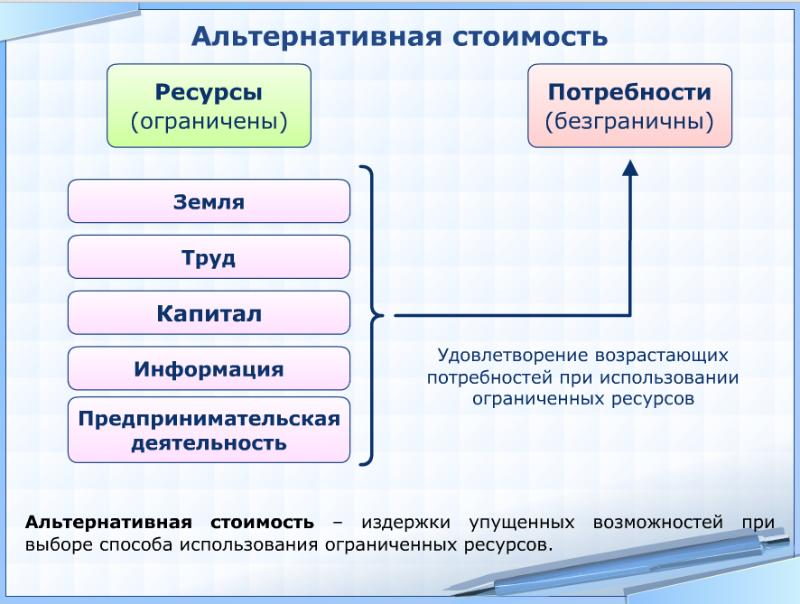 Альтернативная стоимость
Ресурсы
(ограничены)
Потребности
(безграничны)
Земля
Труд
Капитал
Информация
Предпринимательская
деятельность
Удовлетворение возрастающих
потребностей при использовании
ограниченных ресурсов
Альтернативная стоимость – издержки упущенных возможностей при
выборе способа использования ограниченных ресурсов.